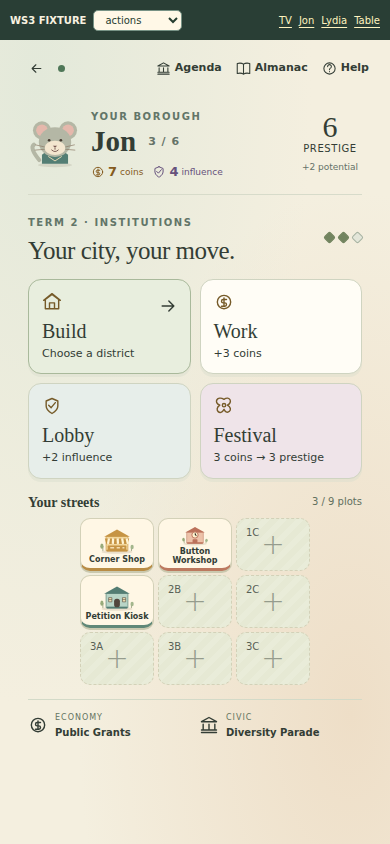 WS3 FIXTURE actions TV Jon Lydia Table
Agenda Almanac Help
YOUR BOROUGH
Jon 3 / 6
7 coins 4 influence
6
PRESTIGE
+2 potential
TERM 2 · INSTITUTIONS
Your city, your move.
Build
Choose a district
Work
+3 coins
Lobby
+2 influence
Festival
3 coins → 3 prestige
Your streets 3 / 9 plots
Corner Shop
Button
Workshop
1C
Petition Kiosk
2B
2C
3A
3B
3C
ECONOMY
Public Grants
CIVIC
Diversity Parade